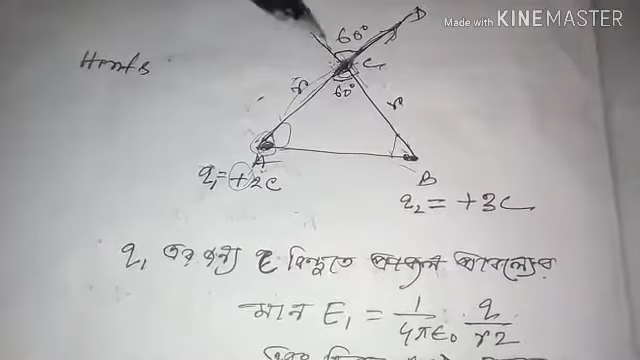 Made with KINEMASTER
60° D
Hints
C
r 60° r
A
B
q₁ = +2C
q₂ = +3C
q₁ এর জন্য C বিন্দুতে প্রাবল্যের
মান E₁ = 1/4πϵ₀ q/r2